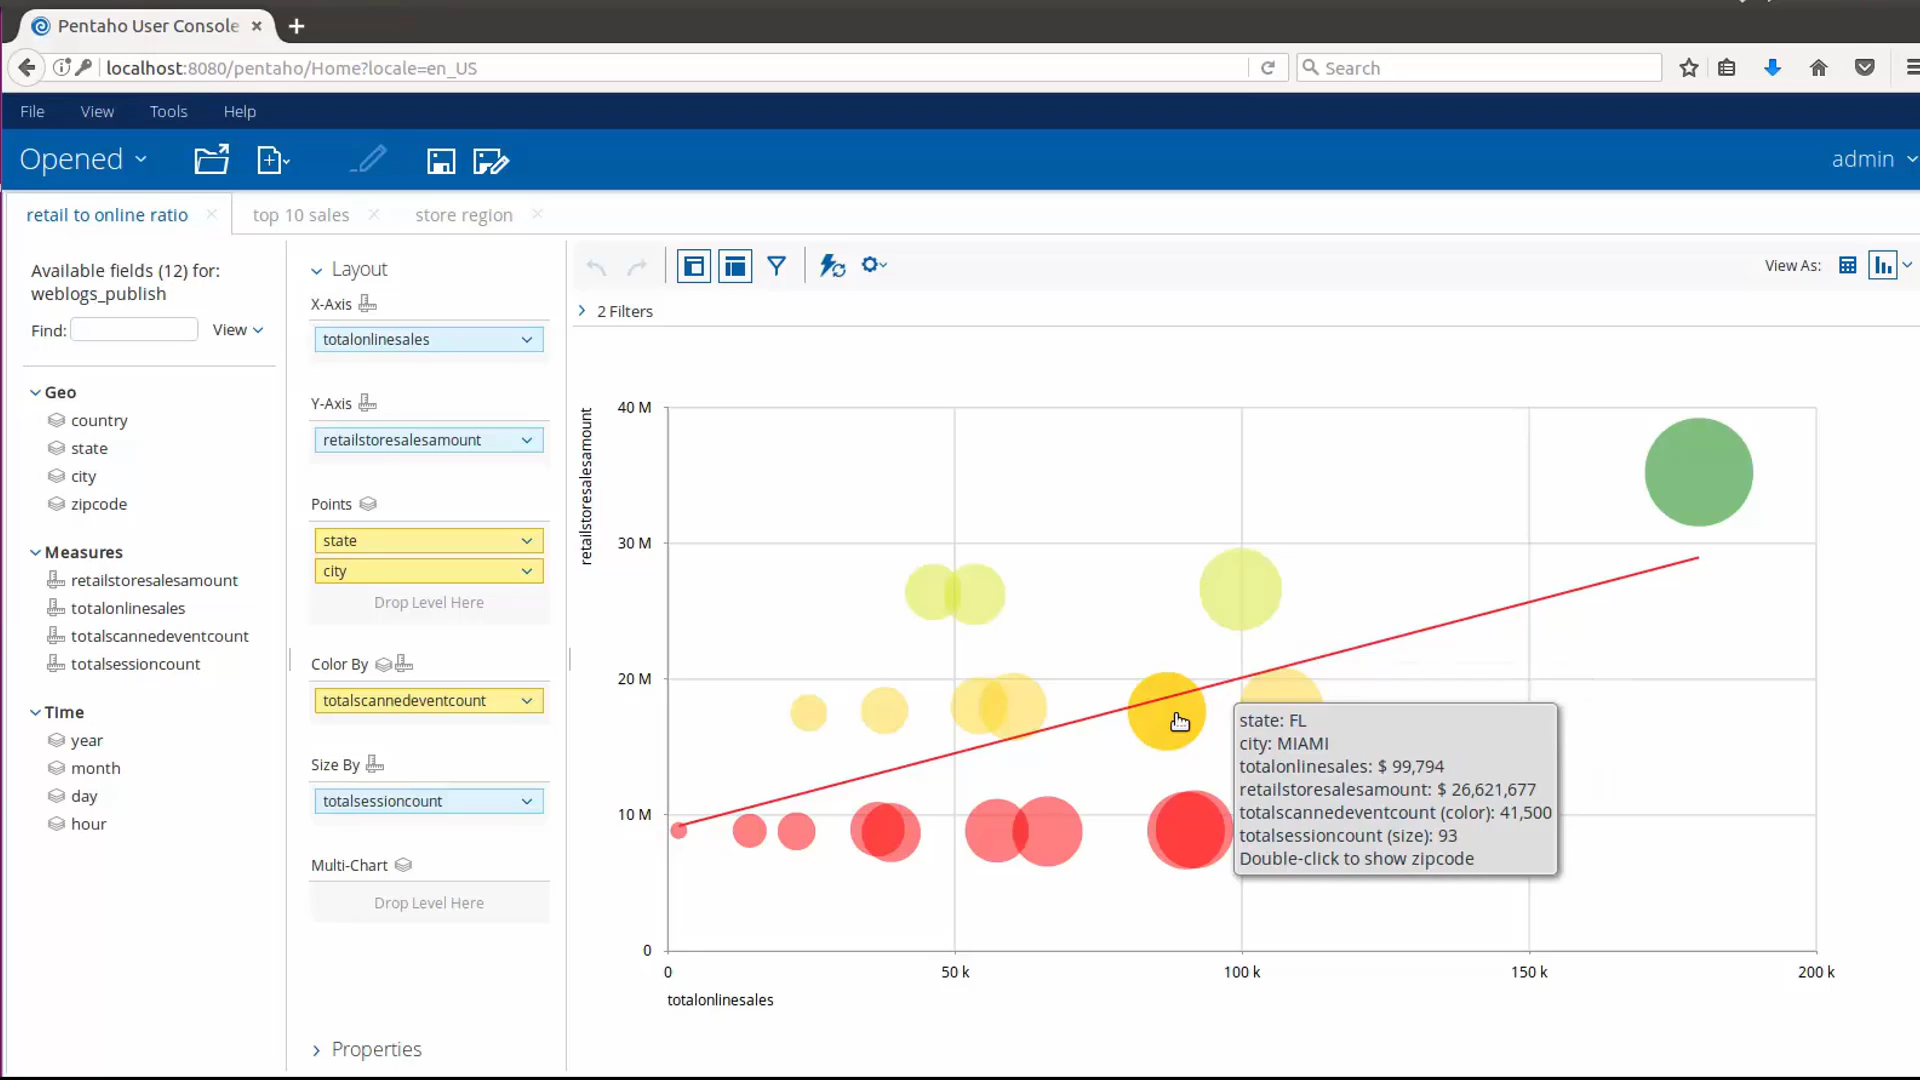 Pentaho User Console
localhost:8080/pentaho/Home?locale=en_US
Search
File View Tools Help
Opened
admin
retail to online ratio
top 10 sales
store region
Available fields (12) for:
weblogs_publish
Find:
View
Geo
country
state
city
zipcode
Measures
retailstoresalesamount
totalonlinesales
totalscannedeventcount
totalsessioncount
Time
year
month
day
hour
Layout
X-Axis
totalonlinesales
Y-Axis
retailstoresalesamount
Points
state
city
Drop Level Here
Color By
totalscannedeventcount
Size By
totalsessioncount
Multi-Chart
Drop Level Here
Properties
View As:
2 Filters
retailstoresalesamount
40 M
30 M
20 M
10 M
0
state: FL
city: MIAMI
totalonlinesales: $ 99,794
retailstoresalesamount: $ 26,621,677
totalscannedeventcount (color): 41,500
totalsessioncount (size): 93
Double-click to show zipcode
0
50 k
100 k
150 k
200 k
totalonlinesales